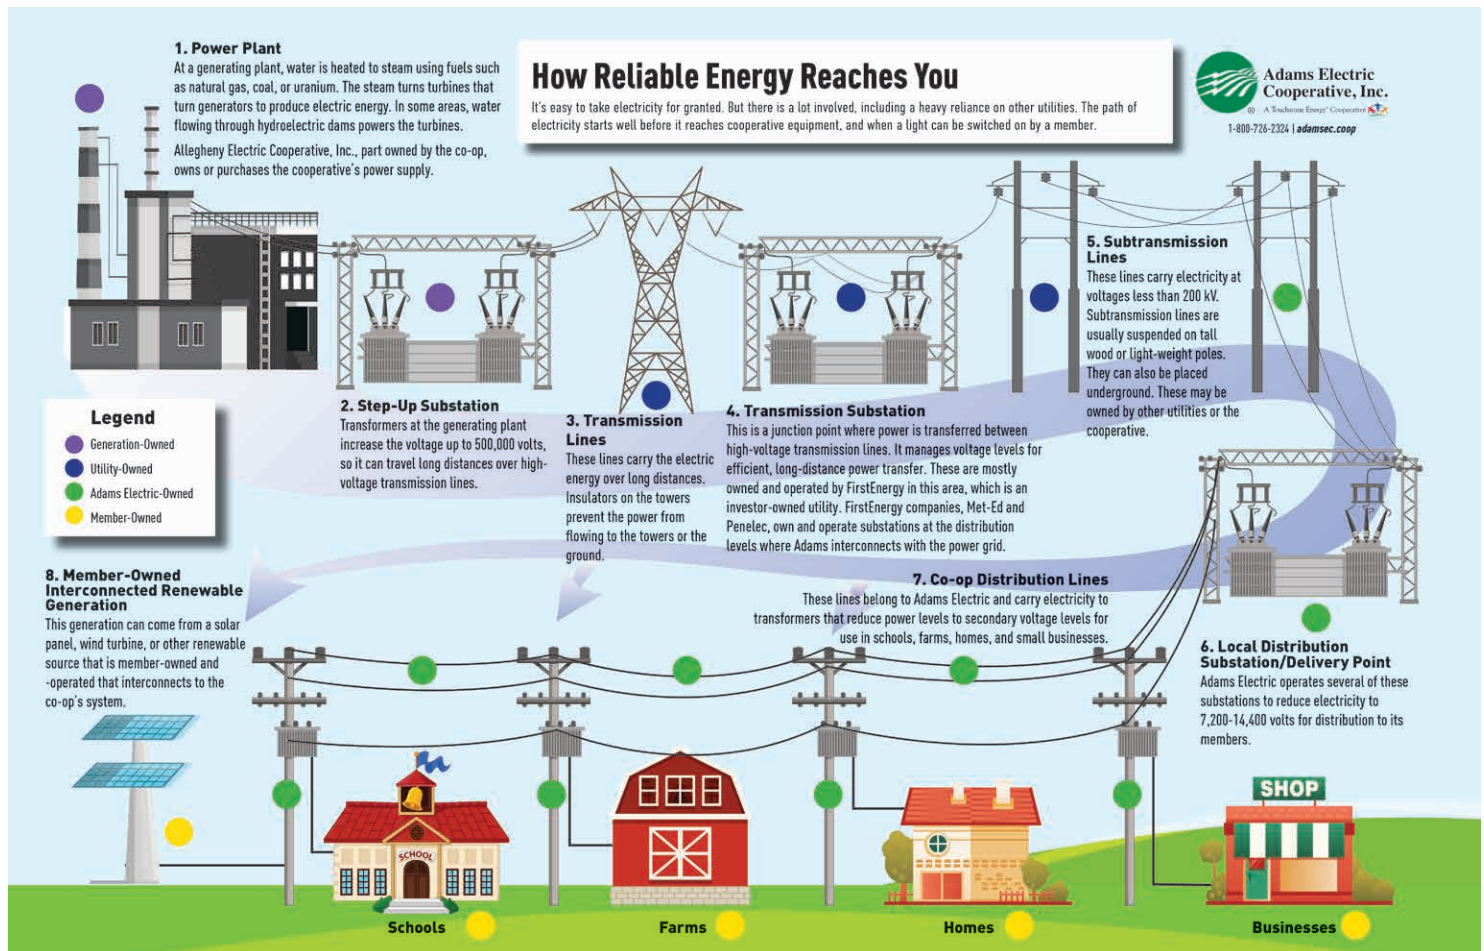 1. Power Plant
At a generating plant, water is heated to steam using fuels such
as natural gas, coal, or uranium. The steam turns turbines that
turn generators to produce electric energy. In some areas, water
flowing through hydroelectric dams powers the turbines.
Allegheny Electric Cooperative, Inc., part owned by the co-op,
owns or purchases the cooperative's power supply.
How Reliable Energy Reaches You
It's easy to take electricity for granted. But there is a lot involved, including a heavy reliance on other utilities. The path of
electricity starts well before it reaches cooperative equipment, and when a light can be switched on by a member.
Adams Electric
Cooperative, Inc.
® A Touchstone Energy® Cooperative
1-800-726-2324 | adamsec.coop
Legend
Generation-Owned
Utility-Owned
Adams Electric-Owned
Member-Owned
2. Step-Up Substation
Transformers at the generating plant
increase the voltage up to 500,000 volts,
so it can travel long distances over high-
voltage transmission lines.
3. Transmission
Lines
These lines carry the electric
energy over long distances.
Insulators on the towers
prevent the power from
flowing to the towers or the
ground.
4. Transmission Substation
This is a junction point where power is transferred between
high-voltage transmission lines. It manages voltage levels for
efficient, long-distance power transfer. These are mostly
owned and operated by FirstEnergy in this area, which is an
investor-owned utility. FirstEnergy companies, Met-Ed and
Penelec, own and operate substations at the distribution
levels where Adams interconnects with the power grid.
5. Subtransmission
Lines
These lines carry electricity at
voltages less than 200 kV.
Subtransmission lines are
usually suspended on tall
wood or light-weight poles.
They can also be placed
underground. These may be
owned by other utilities or the
cooperative.
6. Local Distribution
Substation/Delivery Point
Adams Electric operates several of these
substations to reduce electricity to
7,200-14,400 volts for distribution to its
members.
7. Co-op Distribution Lines
These lines belong to Adams Electric and carry electricity to
transformers that reduce power levels to secondary voltage levels for
use in schools, farms, homes, and small businesses.
8. Member-Owned
Interconnected Renewable
Generation
This generation can come from a solar
panel, wind turbine, or other renewable
source that is member-owned and
-operated that interconnects to the
co-op's system.
SCHOOL
SHOP
Schools
Farms
Homes
Businesses